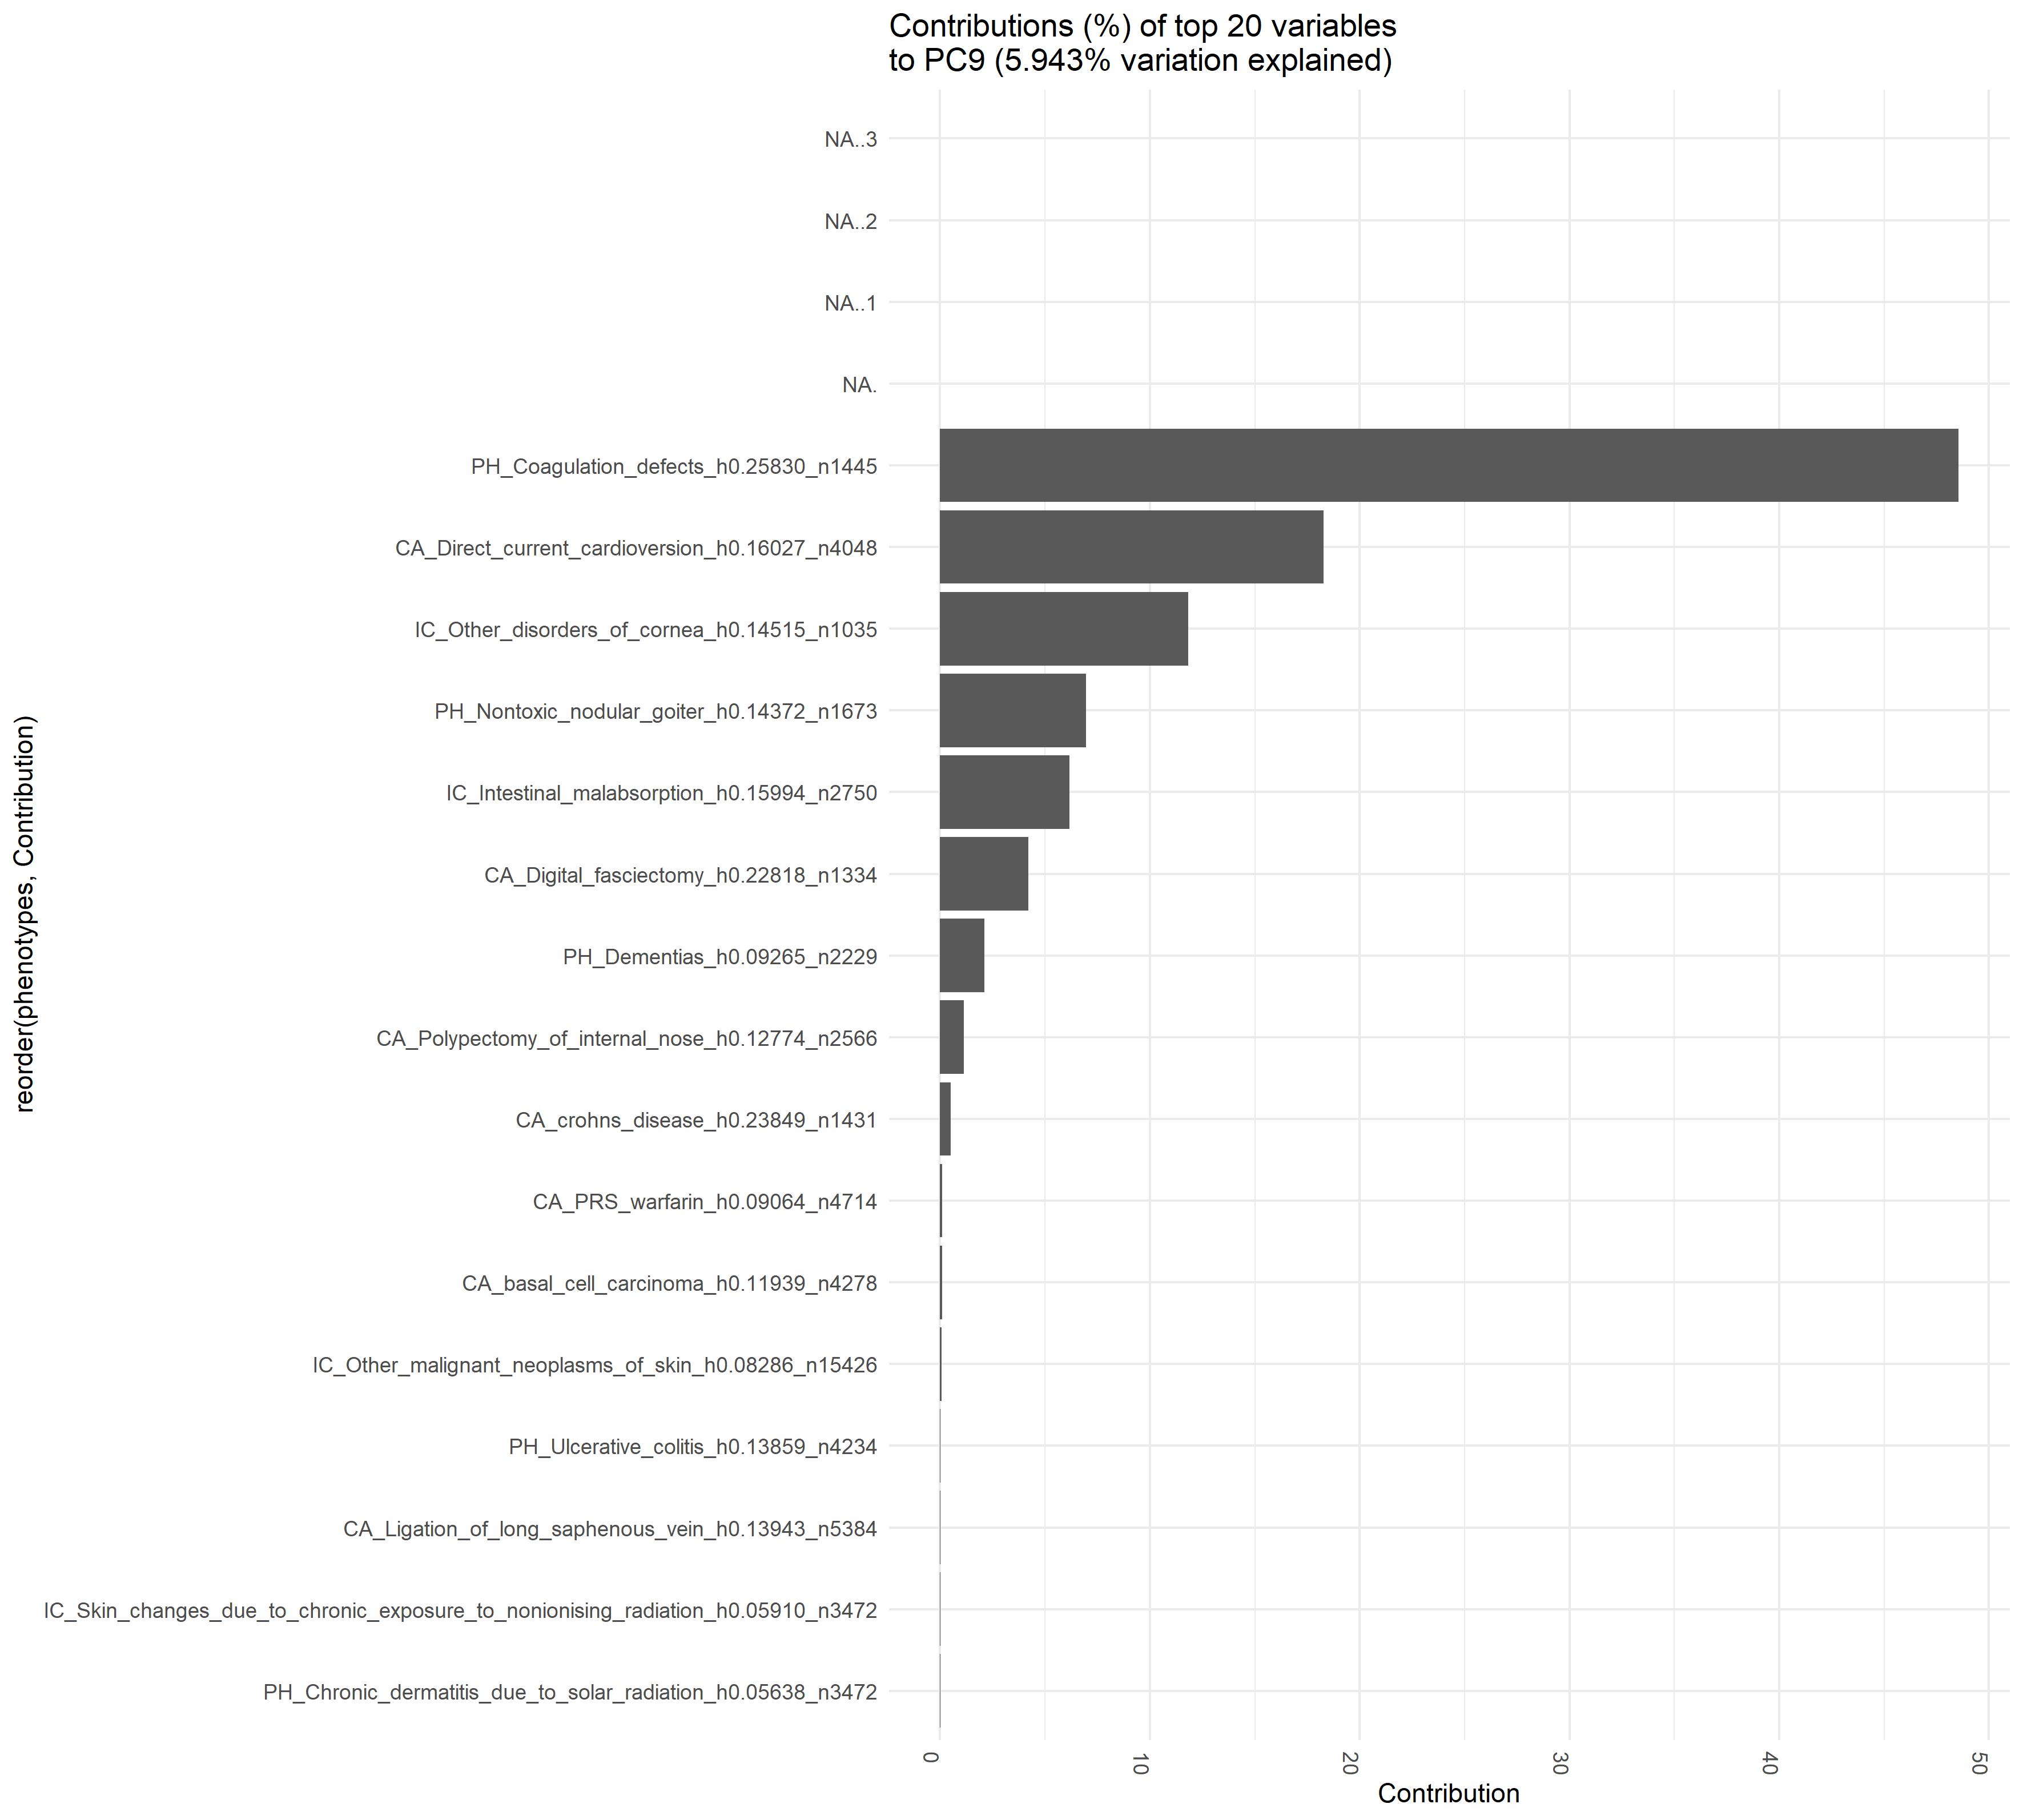 Contributions (%) of top 20 variables
to PC9 (5.943% variation explained)
NA..3
NA..2
NA..1
NA.
PH_Coagulation_defects_h0.25830_n1445
CA_Direct_current_cardioversion_h0.16027_n4048
IC_Other_disorders_of_cornea_h0.14515_n1035
PH_Nontoxic_nodular_goiter_h0.14372_n1673
IC_Intestinal_malabsorption_h0.15994_n2750
CA_Digital_fasciectomy_h0.22818_n1334
PH_Dementias_h0.09265_n2229
CA_Polypectomy_of_internal_nose_h0.12774_n2566
CA_crohns_disease_h0.23849_n1431
CA_PRS_warfarin_h0.09064_n4714
CA_basal_cell_carcinoma_h0.11939_n4278
IC_Other_malignant_neoplasms_of_skin_h0.08286_n15426
PH_Ulcerative_colitis_h0.13859_n4234
CA_Ligation_of_long_saphenous_vein_h0.13943_n5384
IC_Skin_changes_due_to_chronic_exposure_to_nonionising_radiation_h0.05910_n3472
PH_Chronic_dermatitis_due_to_solar_radiation_h0.05638_n3472
reorder(phenotypes, Contribution)
0
10
20
30
40
50
Contribution